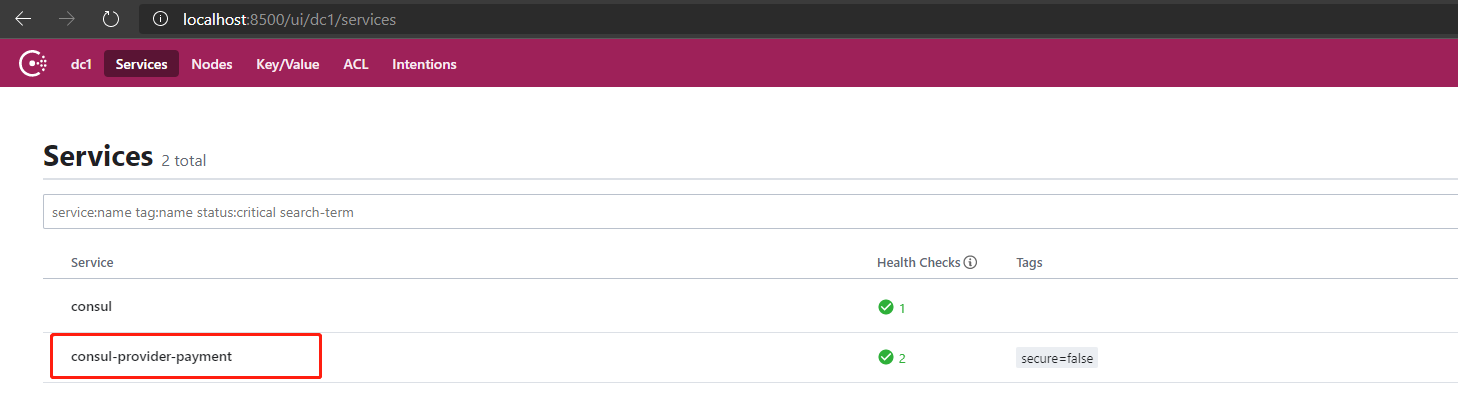 localhost:8500/ui/dc1/services
dc1 Services Nodes Key/Value ACL Intentions
Services 2 total
service:name tag:name status:critical search-term
Service Health Checks Tags
consul 1
consul-provider-payment 2 secure=false